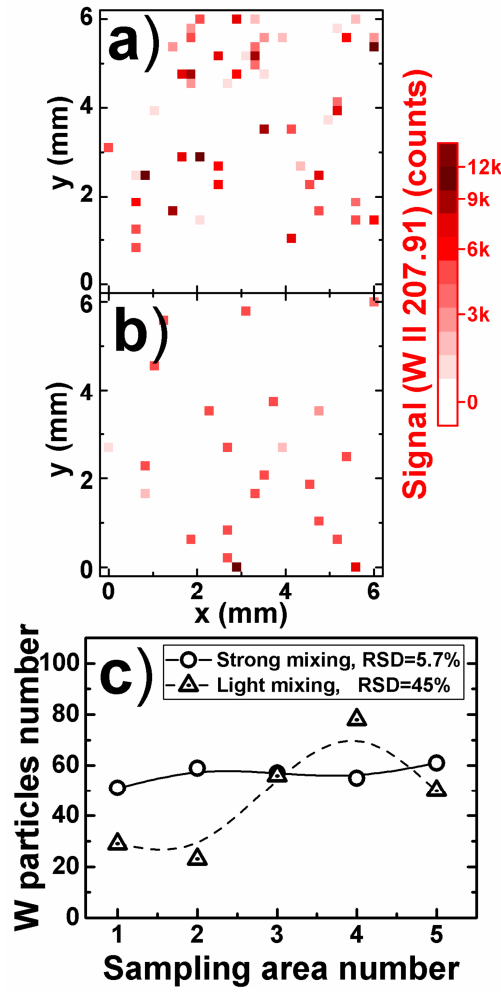 a)
6
4
2
0
y (mm)
b)
6
4
2
0
y (mm)
0 2 4 6
x (mm)
Signal (W II 207.91) (counts)
12k
9k
6k
3k
0
c)
Strong mixing, RSD=5.7%
Light mixing, RSD=45%
100
80
60
40
20
0
W particles number
1 2 3 4 5
Sampling area number